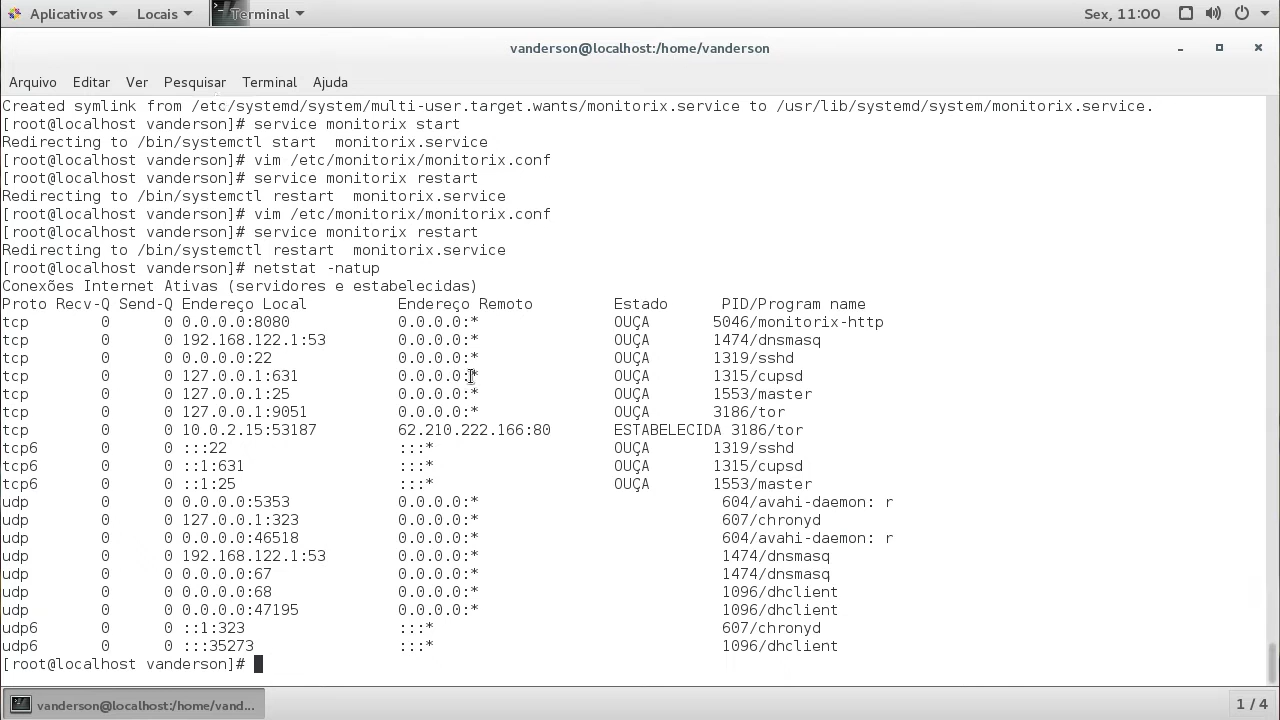 Aplicativos Locais Terminal Sex, 11:00
vanderson@localhost:/home/vanderson
Arquivo Editar Ver Pesquisar Terminal Ajuda
Created symlink from /etc/systemd/system/multi-user.target.wants/monitorix.service to /usr/lib/systemd/system/monitorix.service.
[root@localhost vanderson]# service monitorix start
Redirecting to /bin/systemctl start  monitorix.service
[root@localhost vanderson]# vim /etc/monitorix/monitorix.conf
[root@localhost vanderson]# service monitorix restart
Redirecting to /bin/systemctl restart  monitorix.service
[root@localhost vanderson]# vim /etc/monitorix/monitorix.conf
[root@localhost vanderson]# service monitorix restart
Redirecting to /bin/systemctl restart  monitorix.service
[root@localhost vanderson]# netstat -natup
Conexões Internet Ativas (servidores e estabelecidas)
Proto Recv-Q Send-Q Endereço Local          Endereço Remoto         Estado      PID/Program name
tcp        0      0 0.0.0.0:8080            0.0.0.0:*               OUÇA       5046/monitorix-http
tcp        0      0 192.168.122.1:53        0.0.0.0:*               OUÇA       1474/dnsmasq
tcp        0      0 0.0.0.0:22              0.0.0.0:*               OUÇA       1319/sshd
tcp        0      0 127.0.0.1:631           0.0.0.0:*               OUÇA       1315/cupsd
tcp        0      0 127.0.0.1:25            0.0.0.0:*               OUÇA       1553/master
tcp        0      0 127.0.0.1:9051          0.0.0.0:*               OUÇA       3186/tor
tcp        0      0 10.0.2.15:53187         62.210.222.166:80       ESTABELECIDA 3186/tor
tcp6       0      0 :::22                   :::*                    OUÇA       1319/sshd
tcp6       0      0 ::1:631                 :::*                    OUÇA       1315/cupsd
tcp6       0      0 ::1:25                  :::*                    OUÇA       1553/master
udp        0      0 0.0.0.0:5353            0.0.0.0:*                           604/avahi-daemon: r
udp        0      0 127.0.0.1:323           0.0.0.0:*                           607/chronyd
udp        0      0 0.0.0.0:46518           0.0.0.0:*                           604/avahi-daemon: r
udp        0      0 192.168.122.1:53        0.0.0.0:*                           1474/dnsmasq
udp        0      0 0.0.0.0:67              0.0.0.0:*                           1474/dnsmasq
udp        0      0 0.0.0.0:68              0.0.0.0:*                           1096/dhclient
udp        0      0 0.0.0.0:47195           0.0.0.0:*                           1096/dhclient
udp6       0      0 ::1:323                 :::*                                607/chronyd
udp6       0      0 :::35273                :::*                                1096/dhclient
[root@localhost vanderson]#
vanderson@localhost:/home/vand... 1 / 4